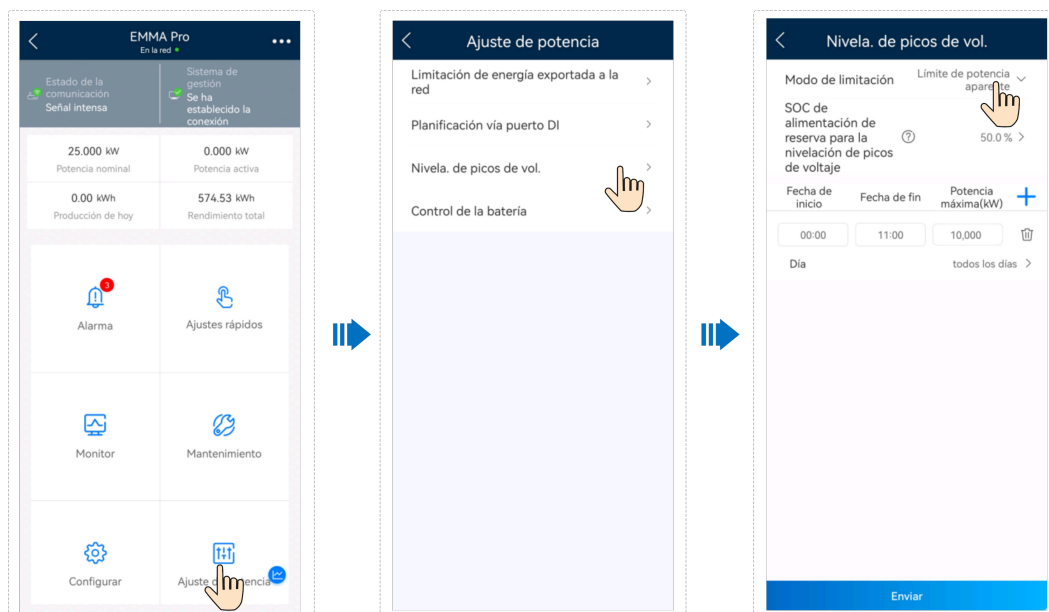 EMMA Pro
En la red
Estado de la
comunicación
Señal intensa
Sistema de
gestión
Se ha
establecido la
conexión
25.000 kW
Potencia nominal
0.000 kW
Potencia activa
0.00 kWh
Producción de hoy
574.53 kWh
Rendimiento total
3
Alarma
Ajustes rápidos
Monitor
Mantenimiento
Configurar
Ajuste de potencia
Ajuste de potencia
Limitación de energía exportada a la
red
Planificación vía puerto DI
Nivela. de picos de vol.
Control de la batería
Nivela. de picos de vol.
Modo de limitación
Límite de potencia
aparente
SOC de
alimentación de
reserva para
la
nivelación de picos
de voltaje
?
50.0 %
Fecha de
inicio
Fecha de fin
Potencia
máxima(kW)
00:00
11:00
10,000
Día
todos los días
Enviar